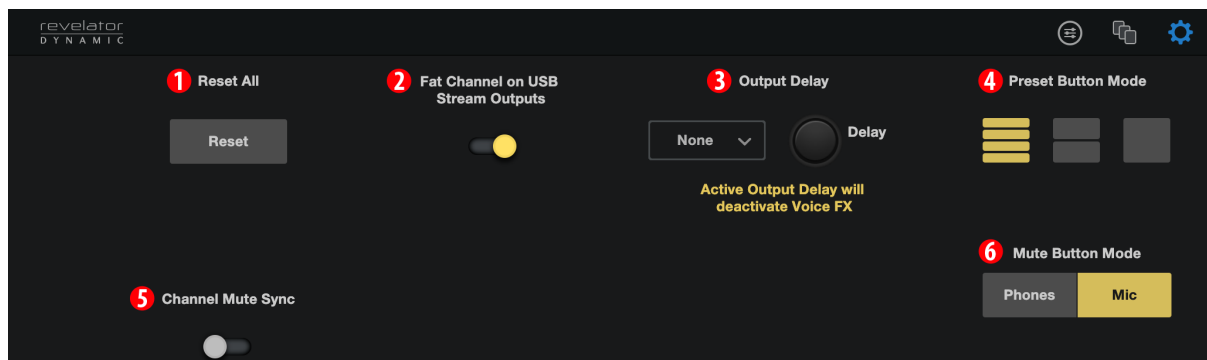 revelator
DYNAMIC
1 Reset All
Reset
2 Fat Channel on USB
Stream Outputs
3 Output Delay
None
Delay
Active Output Delay will
deactivate Voice FX
4 Preset Button Mode
5 Channel Mute Sync
6 Mute Button Mode
Phones Mic